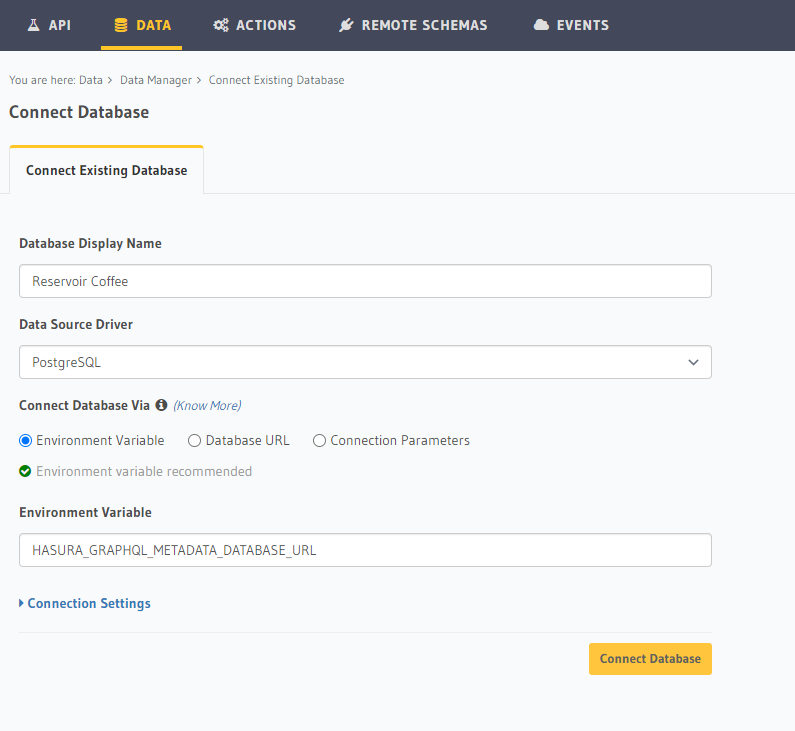 API DATA ACTIONS REMOTE SCHEMAS EVENTS
You are here: Data > Data Manager > Connect Existing Database
Connect Database
Connect Existing Database
Database Display Name
Reservoir Coffee
Data Source Driver
PostgreSQL
Connect Database Via (Know More)
Environment Variable Database URL Connection Parameters
Environment variable recommended
Environment Variable
HASURA_GRAPHQL_METADATA_DATABASE_URL
Connection Settings
Connect Database